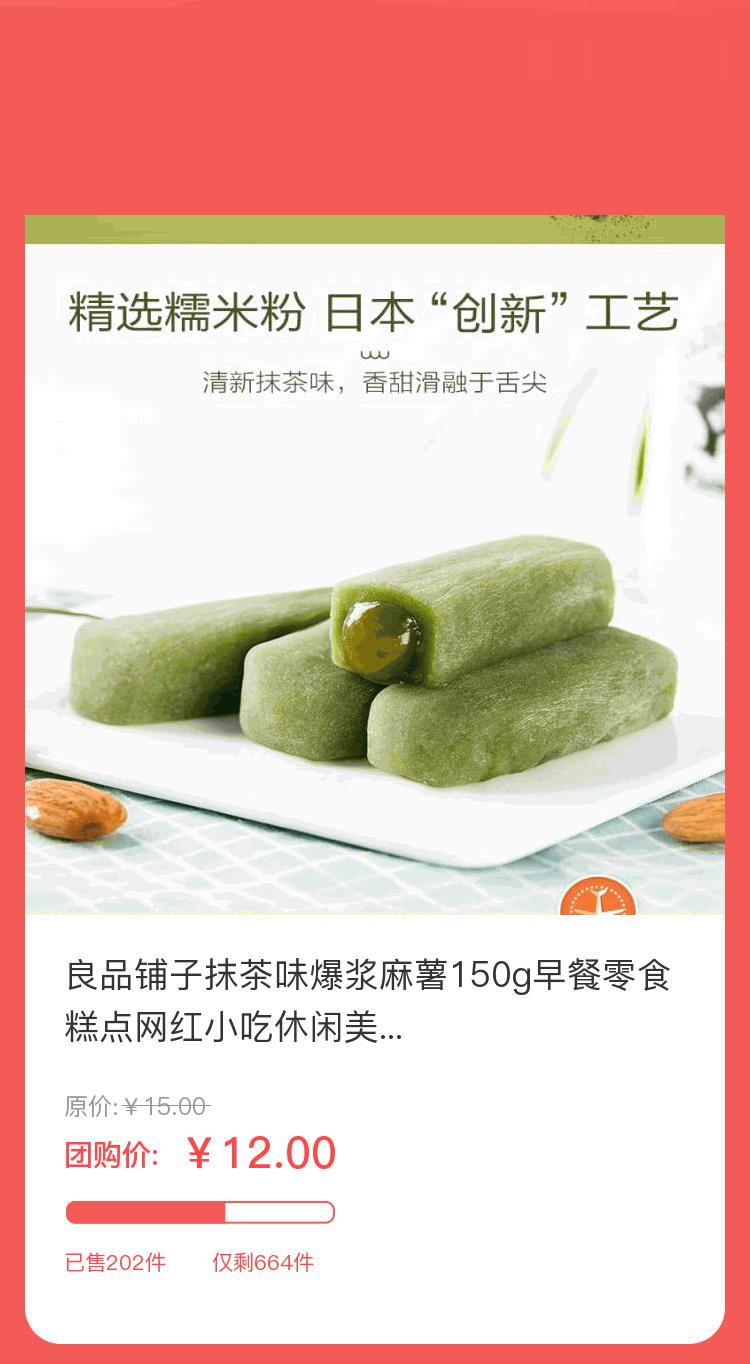 精选糯米粉 日本“创新”工艺
清新抹茶味，香甜滑融于舌尖
良品铺子抹茶味爆浆麻薯150g早餐零食
糕点网红小吃休闲美...
原价:￥15.00
团购价: ￥12.00
已售202件 仅剩664件